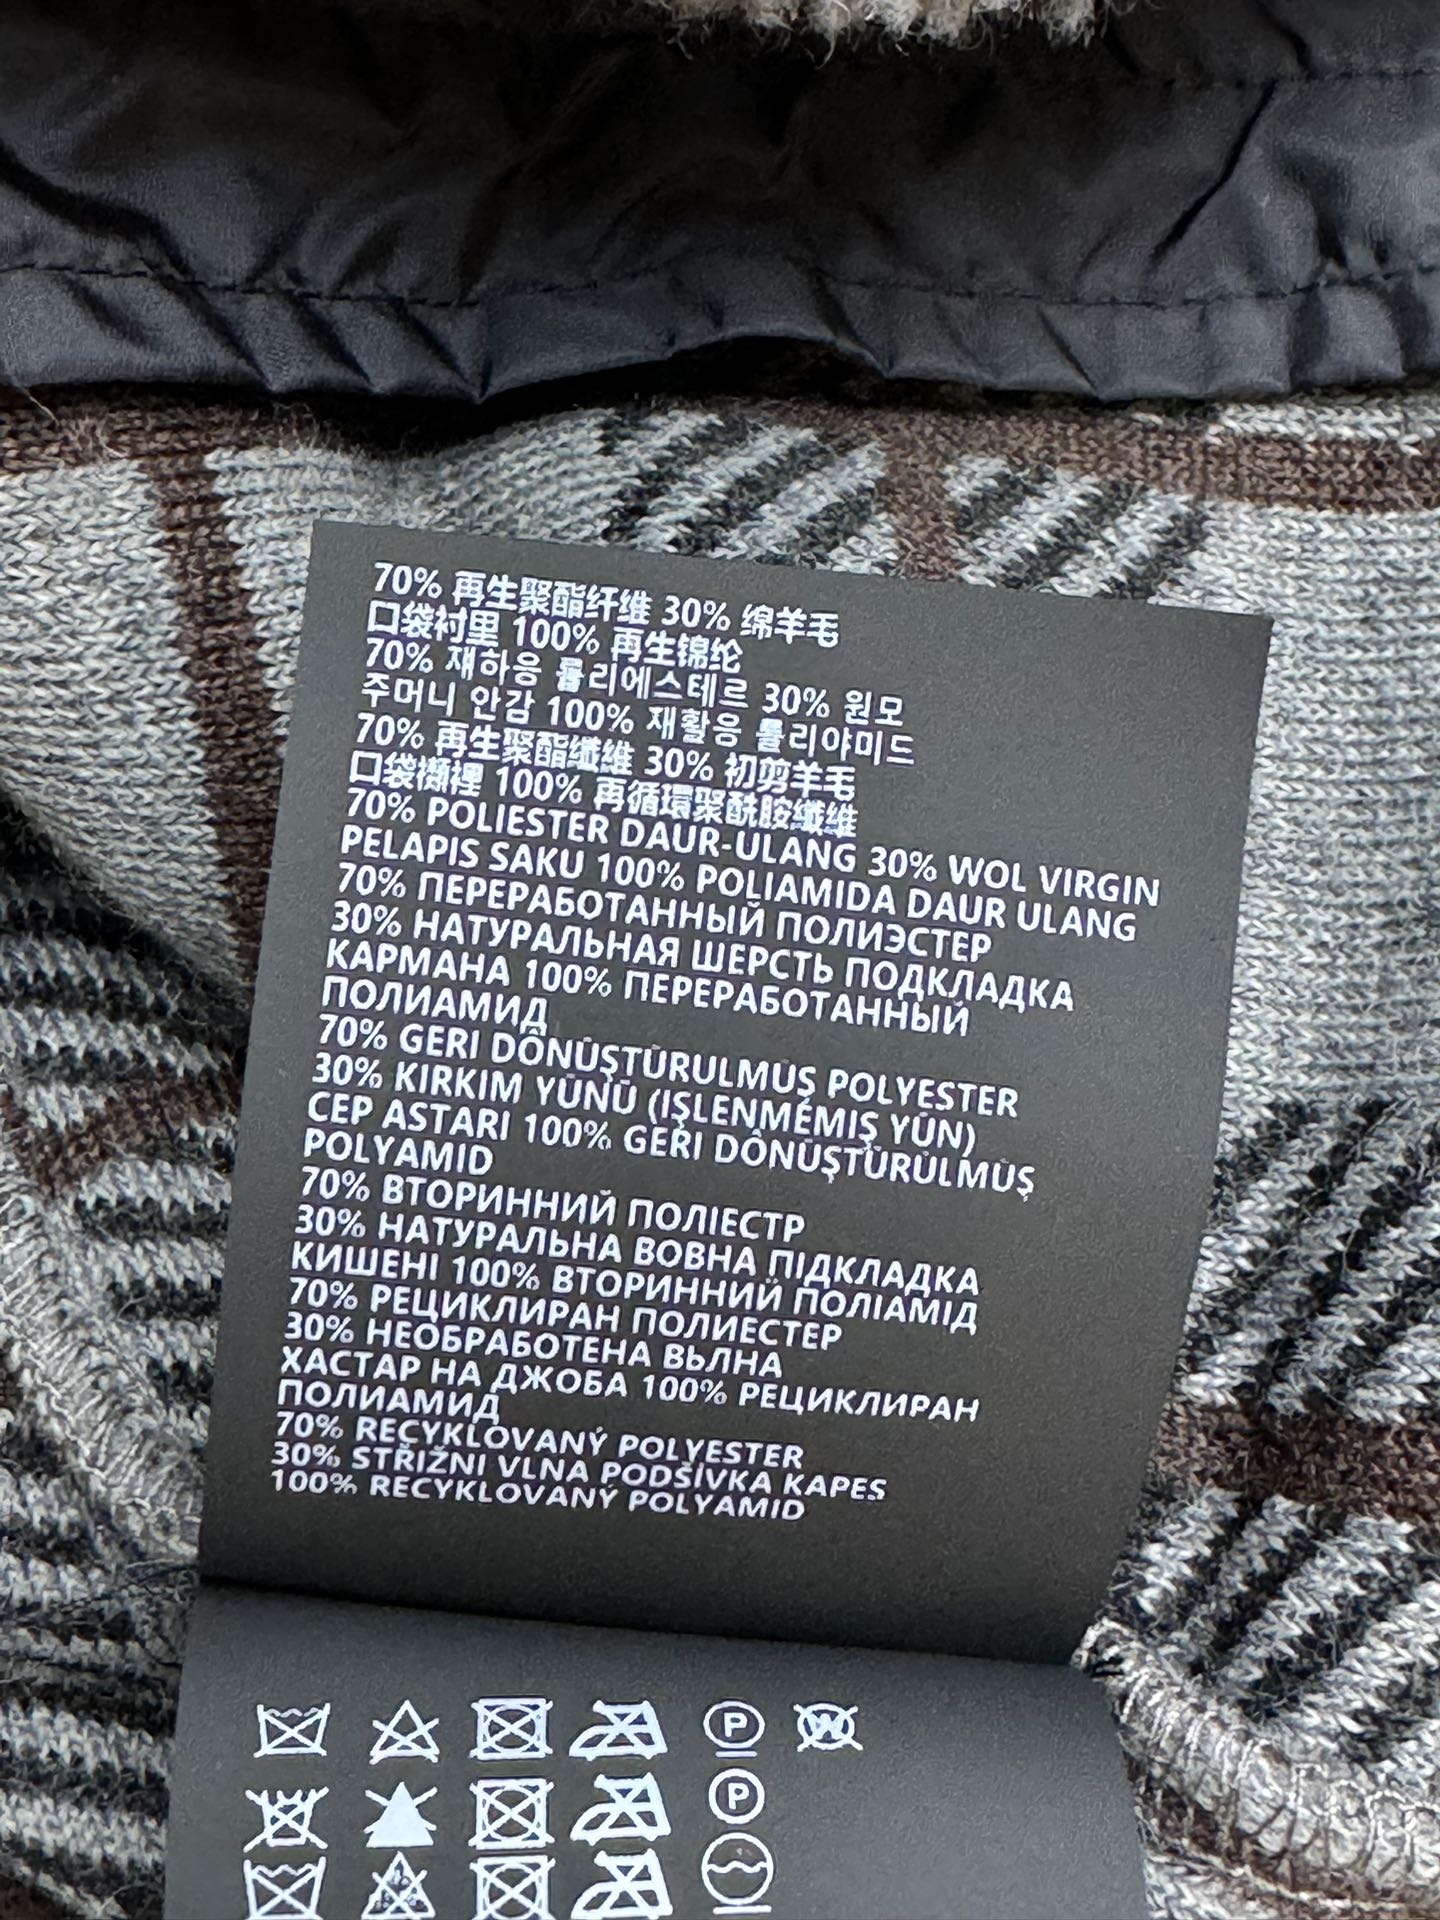 70% 再生聚酯纤维 30% 绵羊毛
口袋衬里 100% 再生锦纶
70% 재하응 폴리에스테르 30% 원모
주머니 안감 100% 재활용 폴리아미드
70% 再生聚酯纖維 30% 初剪羊毛
口袋襯裡 100% 再循環聚酰胺纖維
70% POLIESTER DAUR-ULANG 30% WOL VIRGIN
PELAPIS SAKU 100% POLIAMIDA DAUR ULANG
70% ПЕРЕРАБОТАННЫЙ ПОЛИЭСТЕР
30% НАТУРАЛЬНАЯ ШЕРСТЬ ПОДКЛАДКА
КАРМАНА 100% ПЕРЕРАБОТАННЫЙ
ПОЛИАМИД
70% GERİ DÖNÜŞTÜRÜLMÜŞ POLYESTER
30% KIRKIM YÜNÜ (İŞLENMEMİŞ YÜN)
CEP ASTARI 100% GERİ DÖNÜŞTÜRÜLMÜŞ
POLYAMID
70% ВТОРИННИЙ ПОЛІЕСТР
30% НАТУРАЛЬНА ВОВНА ПІДКЛАДКА
КИШЕНІ 100% ВТОРИННИЙ ПОЛІАМІД
70% РЕЦИКЛИРАН ПОЛИЕСТЕР
30% НЕОБРАБОТЕНА ВЬЛНА
ХАСТАР НА ДЖОБА 100% РЕЦИКЛИРАН
ПОЛИАМИД
70% RECYKLOVANÝ POLYESTER
30% STŘIŽNI VLNA PODŠÍVKA KAPES
100% RECYKLOVANÝ POLYAMID
P W
P